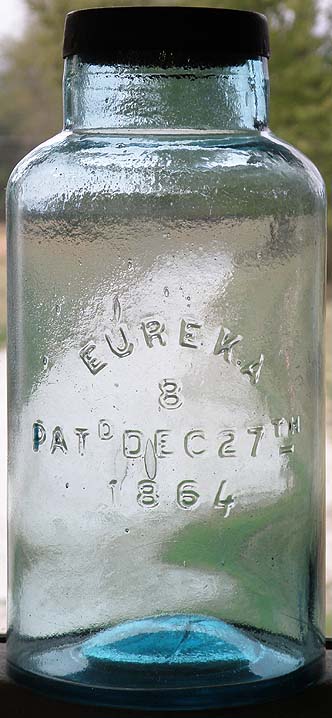 EUREKA
8
PATD DEC 27TH
1864